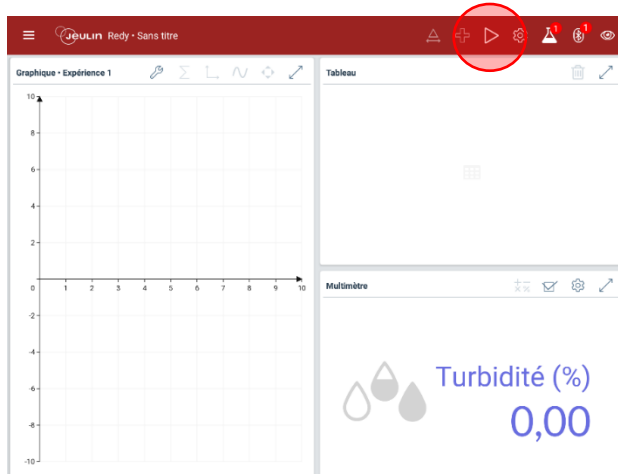 Jeulin Redy • Sans titre
1
1
Graphique • Expérience 1
Tableau
10
8
6
4
2
0 1 2 3 4 5 6 7 8 9 10
-2
-4
-6
-8
-10
Multimètre
Turbidité (%)
0,00